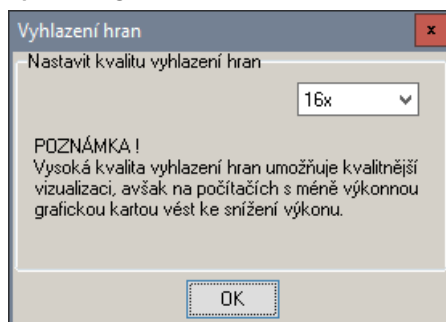 Vyhlazení hran
x
Nastavit kvalitu vyhlazení hran
16x
POZNÁMKA !
Vysoká kvalita vyhlazení hran umožňuje kvalitnější
vizualizaci, avšak na počítačích s méně výkonnou
grafickou kartou vést ke snížení výkonu.
OK